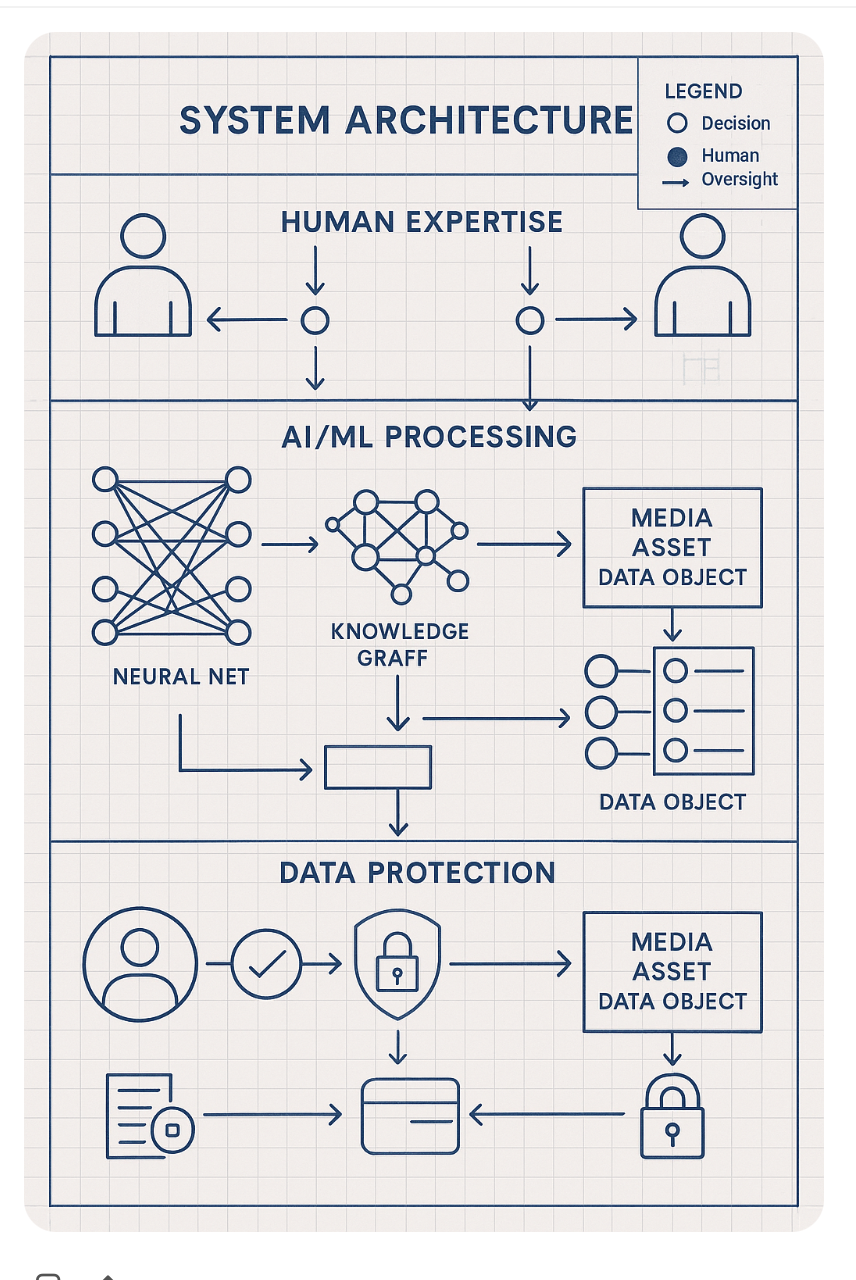 SYSTEM ARCHITECTURE
LEGEND
Decision
Human
Oversight
HUMAN EXPERTISE
AI/ML PROCESSING
MEDIA
ASSET
DATA OBJECT
KNOWLEDGE
GRAFF
NEURAL NET
DATA OBJECT
DATA PROTECTION
MEDIA
ASSET
DATA OBJECT